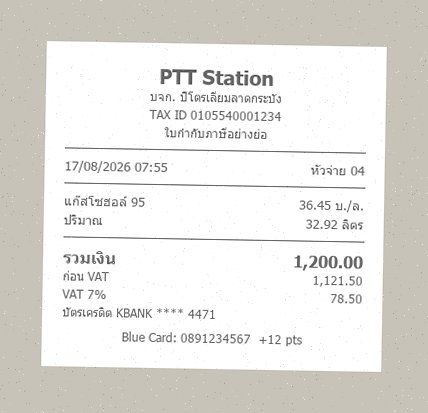 PTT Station
บจก. ปิโตรเลียมลาดกระบัง
TAX ID 0105540001234
ใบกำกับภาษีอย่างย่อ
17/08/2026 07:55 หัวจ่าย 04
แก๊สโซฮอล์ 95 36.45 บ./ล.
ปริมาณ 32.92 ลิตร
รวมเงิน 1,200.00
ก่อน VAT 1,121.50
VAT 7% 78.50
บัตรเครดิต KBANK **** 4471
Blue Card: 0891234567 +12 pts